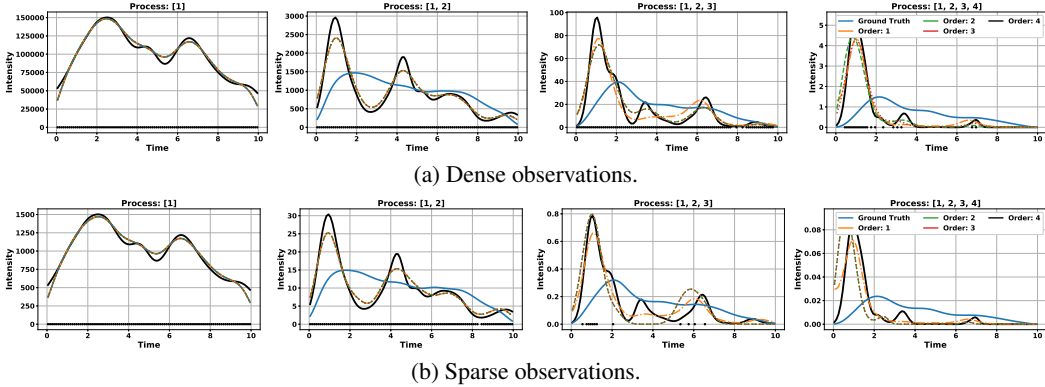 Process: [1]
Process: [1, 2]
Process: [1, 2, 3]
Process: [1, 2, 3, 4]
Intensity
150000
125000
100000
75000
50000
25000
0
0 2 4 6 8 10
Time
Intensity
3000
2500
2000
1500
1000
500
0
0 2 4 6 8 10
Time
Intensity
100
80
60
40
20
0
0 2 4 6 8 10
Time
Intensity
5
4
3
2
1
0
0 2 4 6 8 10
Time
Ground Truth
Order: 1
Order: 2
Order: 3
Order: 4
(a) Dense observations.
Process: [1]
Process: [1, 2]
Process: [1, 2, 3]
Process: [1, 2, 3, 4]
Intensity
1500
1250
1000
750
500
250
0
0 2 4 6 8 10
Time
Intensity
30
25
20
15
10
5
0
0 2 4 6 8 10
Time
Intensity
0.8
0.6
0.4
0.2
0.0
0 2 4 6 8 10
Time
Intensity
0.08
0.06
0.04
0.02
0.00
0 2 4 6 8 10
Time
Ground Truth
Order: 1
Order: 2
Order: 3
Order: 4
(b) Sparse observations.